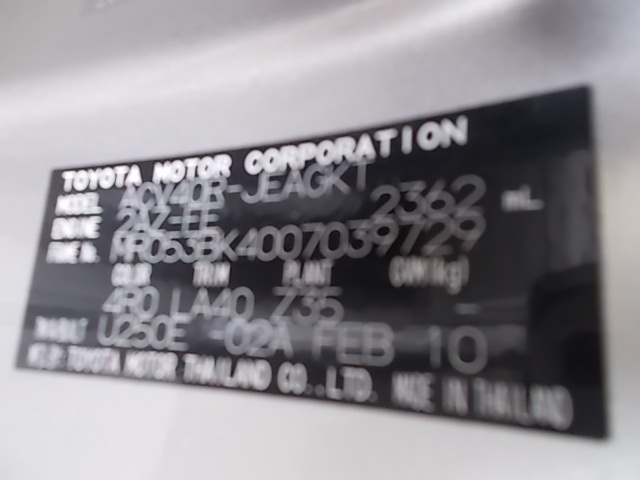 TOYOTA MOTOR CORPORATION
MODEL ACV40R-JEAGKT
ENGINE 2AZ-FE 2362 mL
FRAME No. MR053BK4007039729
COLOR TRIM PLANT GVM(kg)
4R0 LA40 Z35 -
TRANS/AXLE U250E -02A FEB 10
MFD BY TOYOTA MOTOR THAILAND CO.,LTD. MADE IN THAILAND